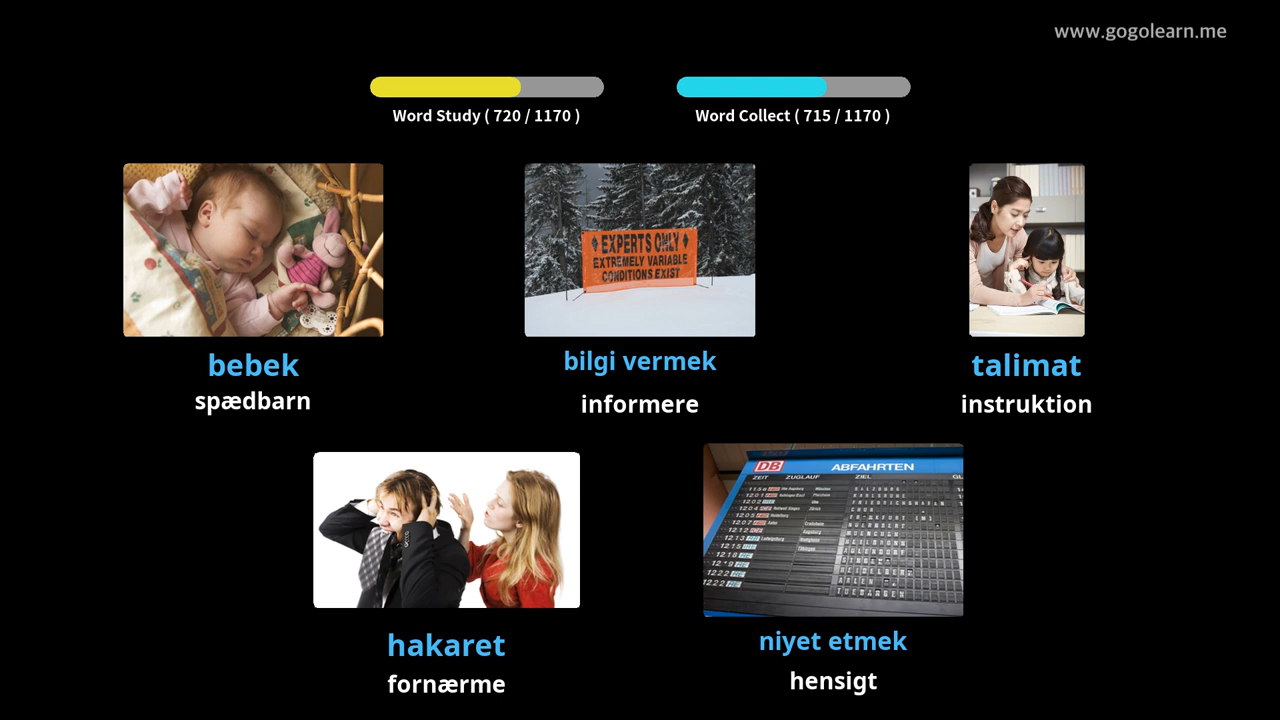 www.gogolearn.me
Word Study ( 720 / 1170 )
Word Collect ( 715 / 1170 )
EXPERTS ONLY
EXTREMELY VARIABLE
CONDITIONS EXIST
bebek
spædbarn
bilgi vermek
informere
talimat
instruktion
DB ABFAHRTEN
ZEIT ZUGLAUF ZIEL
hakaret
fornærme
niyet etmek
hensigt